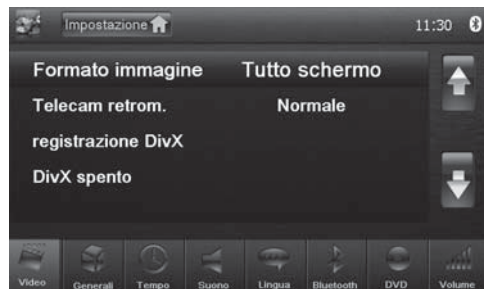 Impostazione 11:30
Formato immagine Tutto schermo
Telecam retrom. Normale
registrazione DivX
DivX spento
Video Generali Tempo Suono Lingua Bluetooth DVD Volume